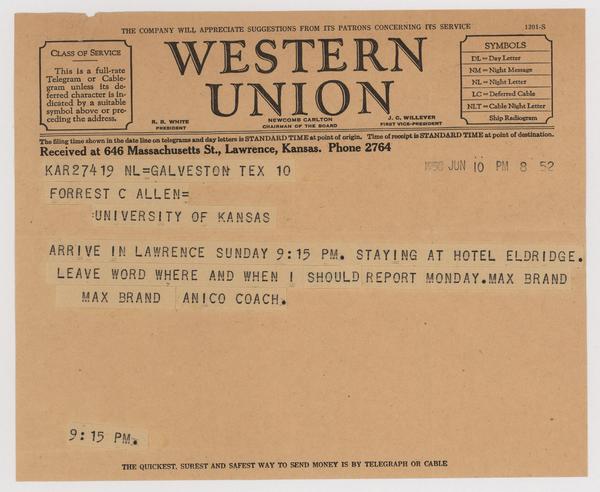 THE COMPANY WILL APPRECIATE SUGGESTIONS FROM ITS PATRONS CONCERNING ITS SERVICE
1201-S
CLASS OF SERVICE
This is a full-rate
Telegram or Cable-
gram unless its de-
ferred character is in-
dicated by a suitable
symbol above or pre-
ceding the address.
WESTERN
UNION
R. B. WHITE
PRESIDENT
NEWCOMB CARLTON
CHAIRMAN OF THE BOARD
J. C. WILLEVER
FIRST VICE-PRESIDENT
SYMBOLS
DL = Day Letter
NM = Night Message
NL = Night Letter
LC = Deferred Cable
NLT = Cable Night Letter
Ship Radiogram
The filing time shown in the date line on telegrams and day letters is STANDARD TIME at point of origin. Time of receipt is STANDARD TIME at point of destination.
Received at 646 Massachusetts St., Lawrence, Kansas. Phone 2764
KAR27419 NL=GALVESTON TEX 10
JUN 10 PM 8 52
FORREST C ALLEN=
:UNIVERSITY OF KANSAS
ARRIVE IN LAWRENCE SUNDAY 9:15 PM. STAYING AT HOTEL ELDRIDGE.
LEAVE WORD WHERE AND WHEN I SHOULD REPORT MONDAY.MAX BRAND
MAX BRAND ANICO COACH.
9:15 PM.
THE QUICKEST, SUREST AND SAFEST WAY TO SEND MONEY IS BY TELEGRAPH OR CABLE